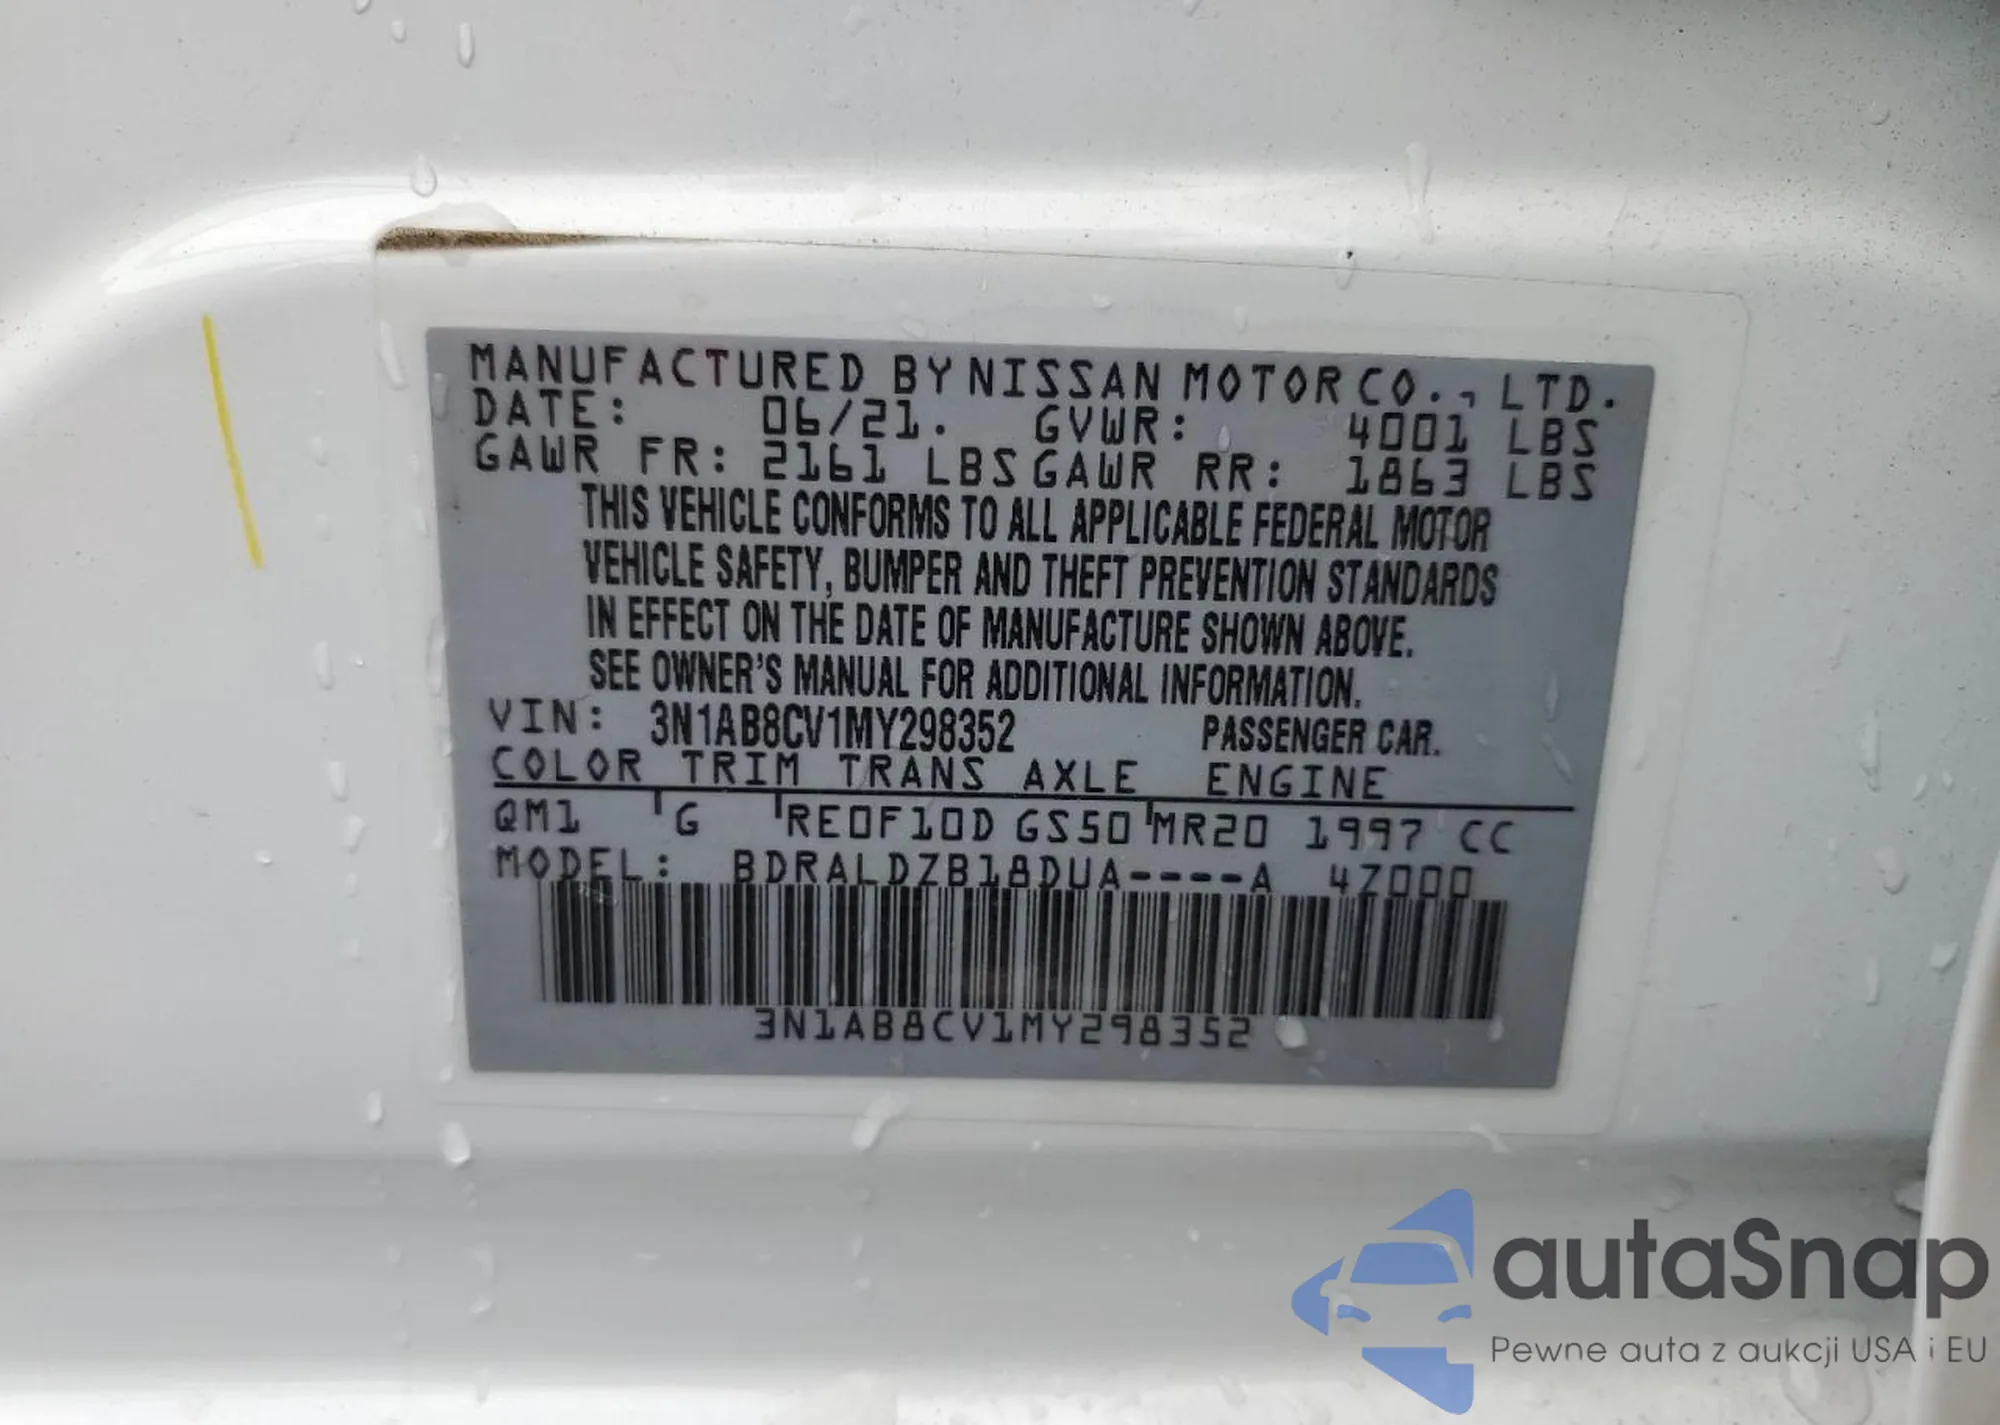 MANUFACTURED BY NISSAN MOTOR CO., LTD.
DATE: 06/21. GVWR: 4001 LBS
GAWR FR: 2161 LBS GAWR RR: 1863 LBS
THIS VEHICLE CONFORMS TO ALL APPLICABLE FEDERAL MOTOR
VEHICLE SAFETY, BUMPER AND THEFT PREVENTION STANDARDS
IN EFFECT ON THE DATE OF MANUFACTURE SHOWN ABOVE.
SEE OWNER'S MANUAL FOR ADDITIONAL INFORMATION.
VIN: 3N1AB8CV1MY298352 PASSENGER CAR.
COLOR TRIM TRANS AXLE ENGINE
QM1 G RE0F10D GS50 MR20 1997 CC
MODEL: BDRALDZB18DUA----A 4Z000
3N1AB8CV1MY298352
autaSnap
Pewne auta z aukcji USA i EU